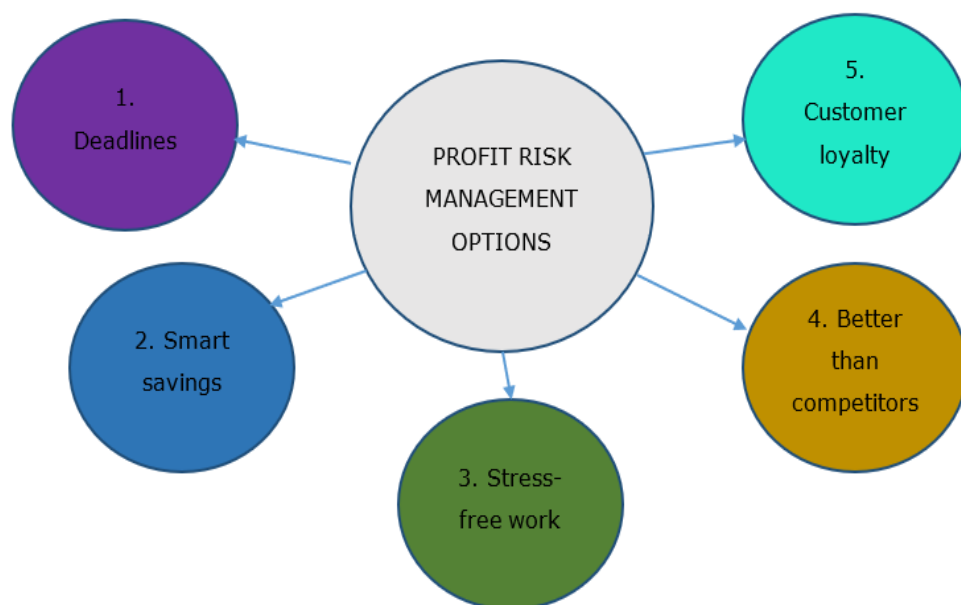 PROFIT RISK
MANAGEMENT
OPTIONS
1.
Deadlines
2. Smart
savings
3. Stress-
free work
4. Better
than
competitors
5.
Customer
loyalty